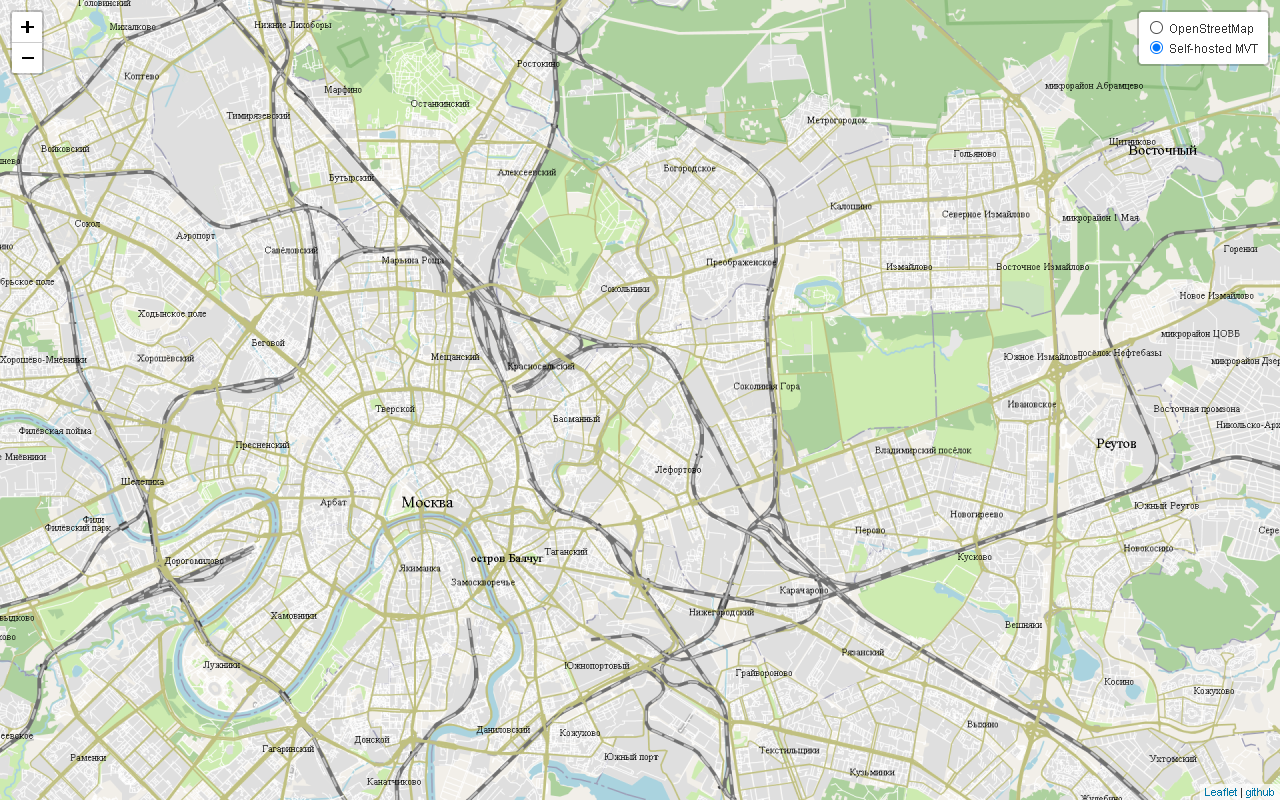 Головинский
Нижние Лихоборы
OpenStreetMap
+
Михалково
Self-hosted MVT
−
Ростокино
Коптево
Марфино
микрорайон Абрамцево
Останкинский
Тимирязевский
Метрогородок
Щитниково
Войковский
Восточный
Гольяново
Богородское
Алексеевский
Бутырский
Калошино
Северное Измайлово
микрорайон 1 Мая
Сокол
Аэропорт
Савёловский
Горенки
Марьина Роща
Преображенское
Измайлово
Восточное Измайлово
Сокольники
Новое Измайлово
Ходынское поле
микрорайон ЦОВБ
Беговой
Хорошёво-Мнёвники
Хорошёвский
Мещанский
Южное Измайлово
посёлок Нефтебазы
Красносельский
Соколиная Гора
Ивановское
Тверской
Восточная промзона
Басманный
Филёвская пойма
Пресненский
Реутов
Владимирский посёлок
Лефортово
Шелепиха
Арбат
Москва
Южный Реутов
Новогиреево
Фили
Филёвский парк
Перово
Новокосино
Таганский
Кусково
остров Балчуг
Дорогомилово
Якиманка
Замоскворечье
Карачарово
Нижегородский
Хамовники
Вешняки
Рязанский
Лужники
Южнопортовый
Грайвороново
Косино
Кожухово
Выхино
Даниловский
Кожухово
Донской
Гагаринский
Текстильщики
Раменки
Южный порт
Ухтомский
Кузьминки
Канатчиково
Жулебино
Leaflet | github